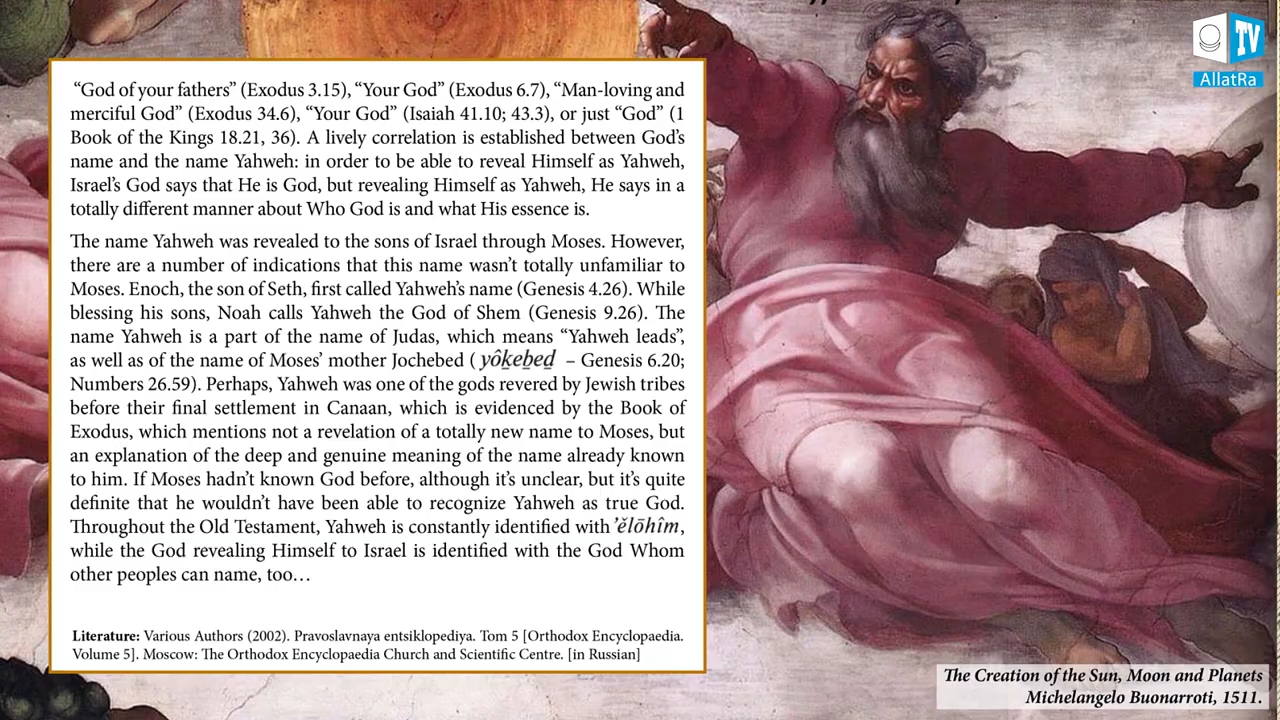 TV
AllatRa
“God of your fathers” (Exodus 3.15), “Your God” (Exodus 6.7), “Man-loving and
merciful God” (Exodus 34.6), “Your God” (Isaiah 41.10; 43.3), or just “God” (1
Book of the Kings 18.21, 36). A lively correlation is established between God’s
name and the name Yahweh: in order to be able to reveal Himself as Yahweh,
Israel’s God says that He is God, but revealing Himself as Yahweh, He says in a
totally different manner about Who God is and what His essence is.
The name Yahweh was revealed to the sons of Israel through Moses. However,
there are a number of indications that this name wasn’t totally unfamiliar to
Moses. Enoch, the son of Seth, first called Yahweh’s name (Genesis 4.26). While
blessing his sons, Noah calls Yahweh the God of Shem (Genesis 9.26). The
name Yahweh is a part of the name of Judas, which means “Yahweh leads”,
as well as of the name of Moses’ mother Jochebed ( yôḵeḇeḏ – Genesis 6.20;
Numbers 26.59). Perhaps, Yahweh was one of the gods revered by Jewish tribes
before their final settlement in Canaan, which is evidenced by the Book of
Exodus, which mentions not a revelation of a totally new name to Moses, but
an explanation of the deep and genuine meaning of the name already known
to him. If Moses hadn’t known God before, although it’s unclear, but it’s quite
definite that he wouldn’t have been able to recognize Yahweh as true God.
Throughout the Old Testament, Yahweh is constantly identified with ’ĕlōhîm,
while the God revealing Himself to Israel is identified with the God Whom
other peoples can name, too…
Literature: Various Authors (2002). Pravoslavnaya entsiklopediya. Tom 5 [Orthodox Encyclopaedia.
Volume 5]. Moscow: The Orthodox Encyclopaedia Church and Scientific Centre. [in Russian]
The Creation of the Sun, Moon and Planets
Michelangelo Buonarroti, 1511.